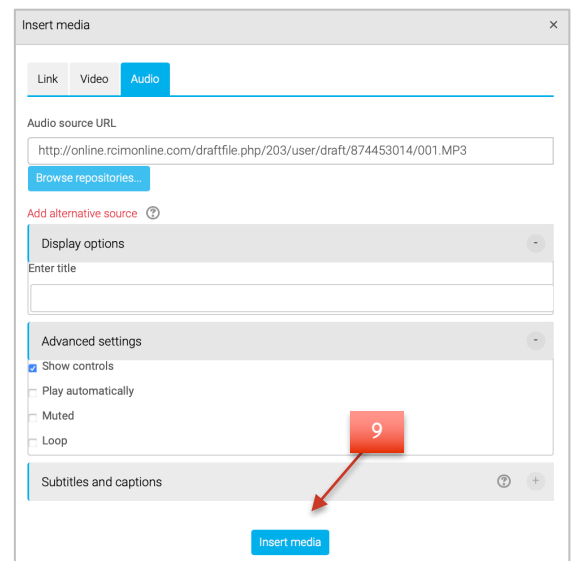 Insert media ×
Link Video Audio
Audio source URL
http://online.rcimonline.com/draftfile.php/203/user/draft/874453014/001.MP3
Browse repositories...
Add alternative source ?
Display options -
Enter title
Advanced settings -
Show controls
Play automatically
Muted
9
Loop
Subtitles and captions ? +
Insert media